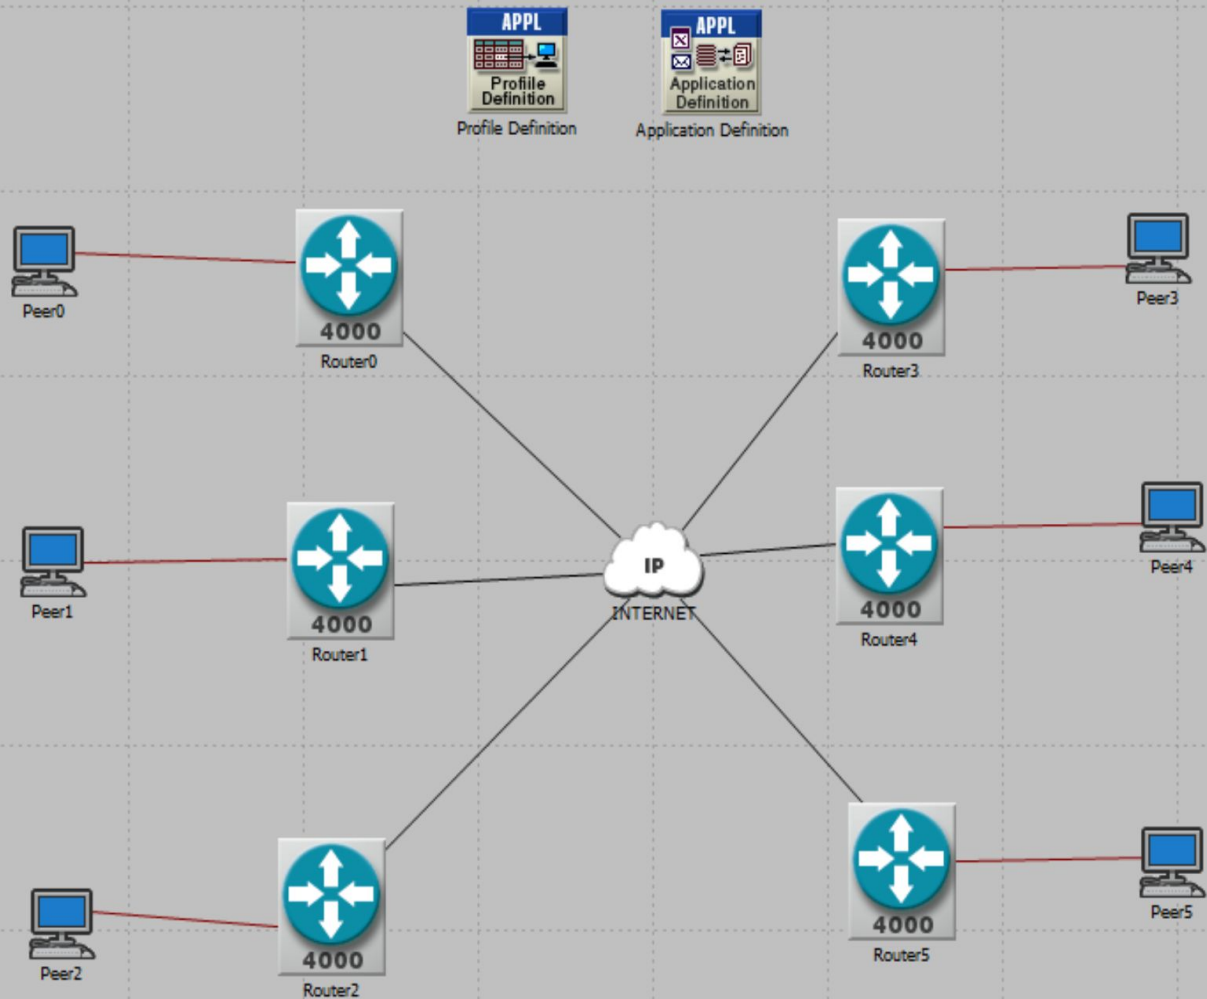 APPL
Profiile
Definition
Profile Definition
APPL
Application
Definition
Application Definition
Peer0
4000
Router0
4000
Router3
Peer3
Peer1
4000
Router1
IP
INTERNET
4000
Router4
Peer4
Peer2
4000
Router2
4000
Router5
Peer5